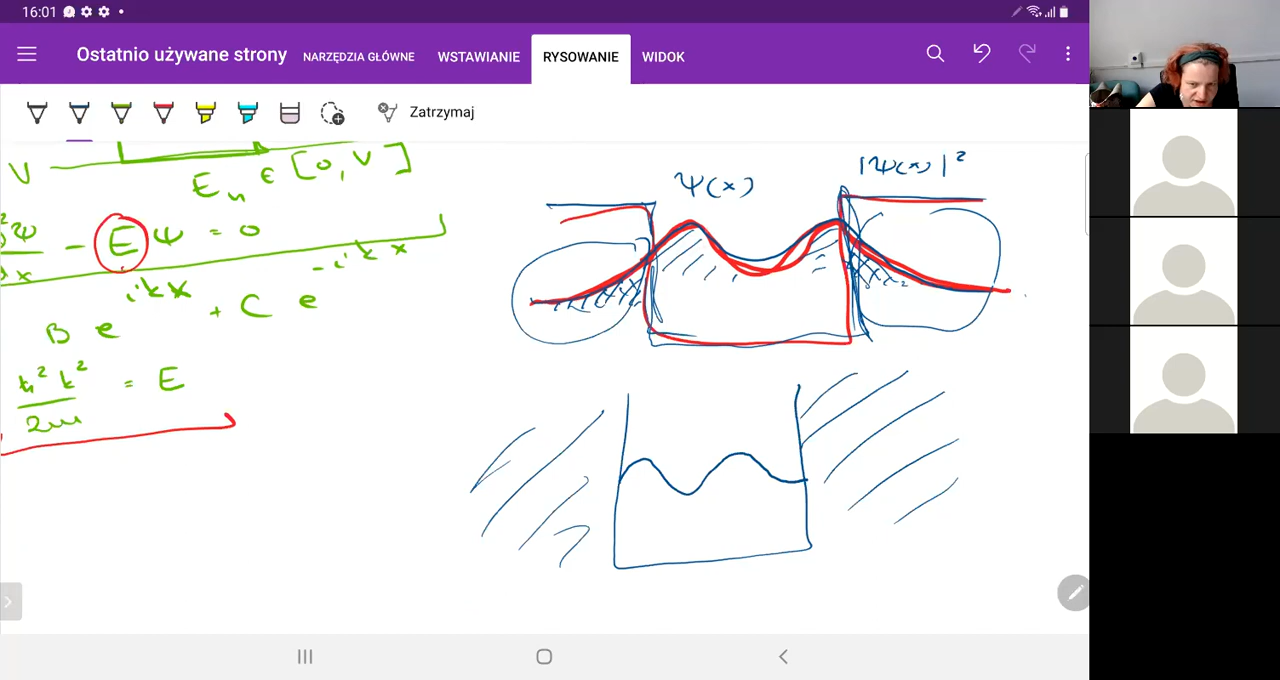 16:01
Ostatnio używane strony NARZĘDZIA GŁÓWNE WSTAWIANIE RYSOWANIE WIDOK
Zatrzymaj
V
Eₙ ∈ [0, V]
²Ψ
∂x
- E Ψ = 0
B e^{ikx} + C e^{-ikx}
ħ²k²
2m
= E
Ψ(x)
|Ψ(x)|²